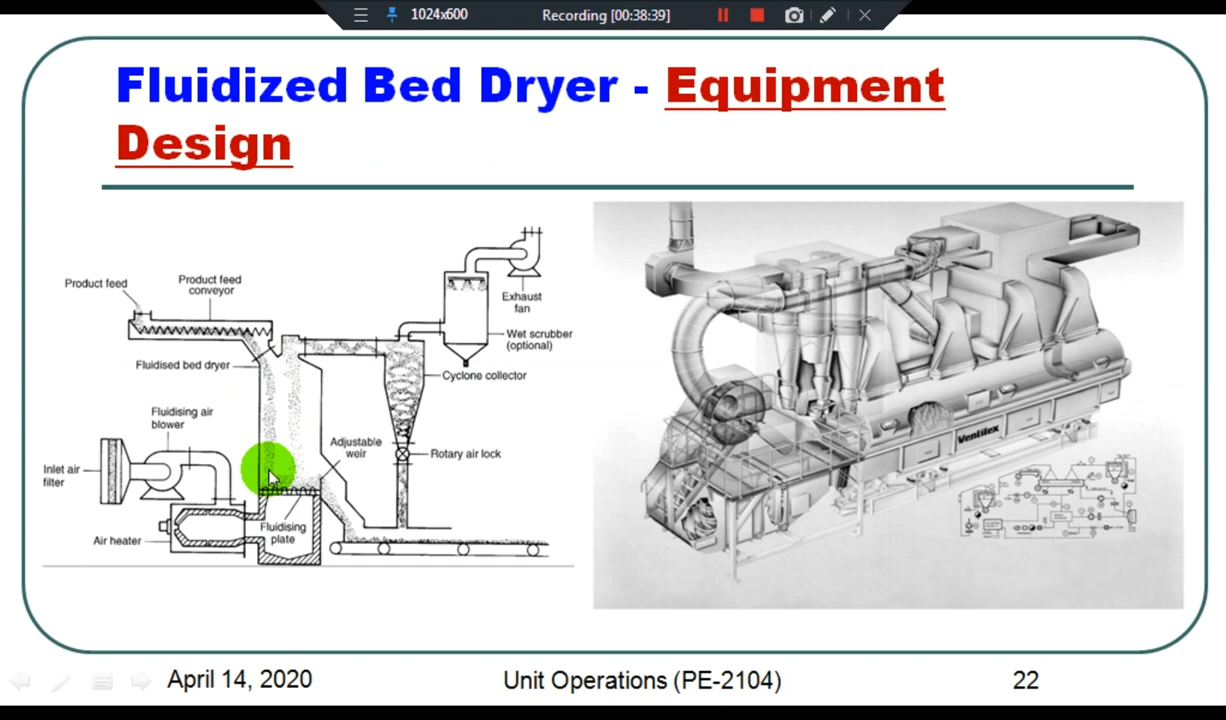 1024x600
Recording [00:38:39]
Fluidized Bed Dryer - Equipment
Design
Product feed
Product feed
conveyor
Exhaust
fan
Wet scrubber
(optional)
Fluidised bed dryer
Cyclone collector
Fluidising air
blower
Adjustable
weir
Rotary air lock
Inlet air
filter
Fluidising
plate
Air heater
Ventilex
April 14, 2020
Unit Operations (PE-2104)
22